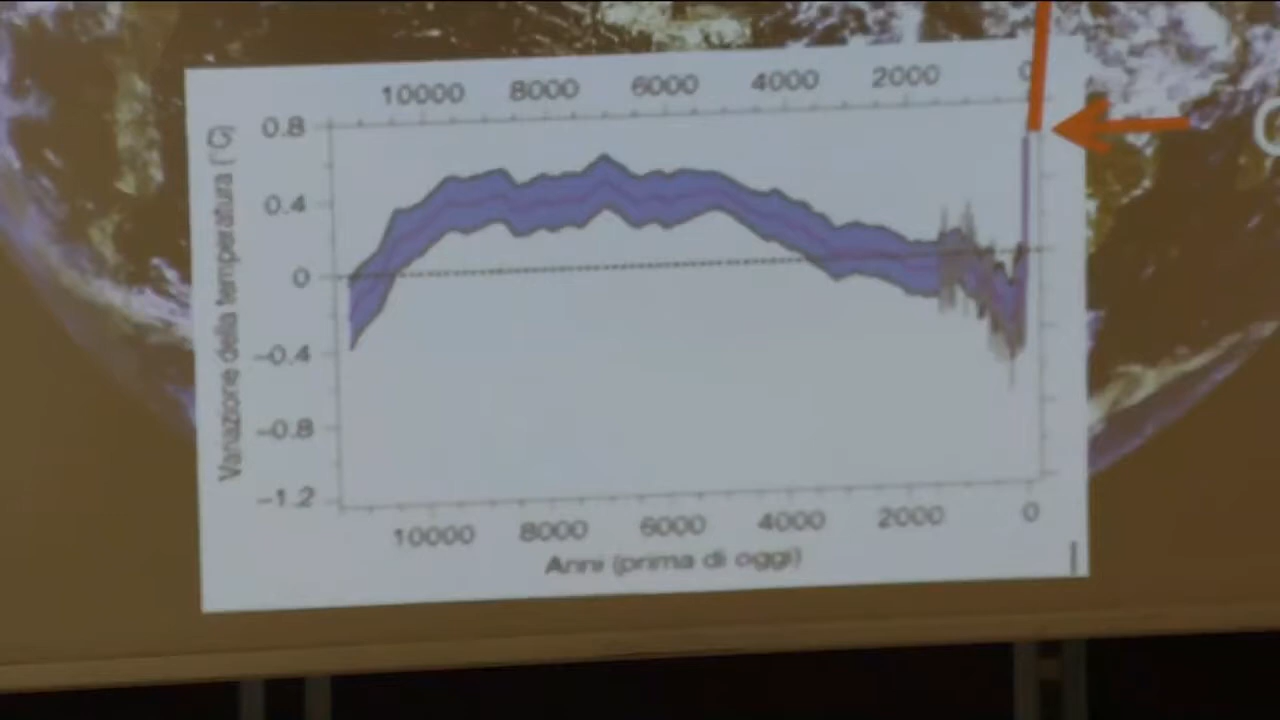 10000 8000 6000 4000 2000 0
0.8
0.4
0
−0.4
−0.8
−1.2
Variazione della temperatura (°C)
10000 8000 6000 4000 2000 0
Anni (prima di oggi)